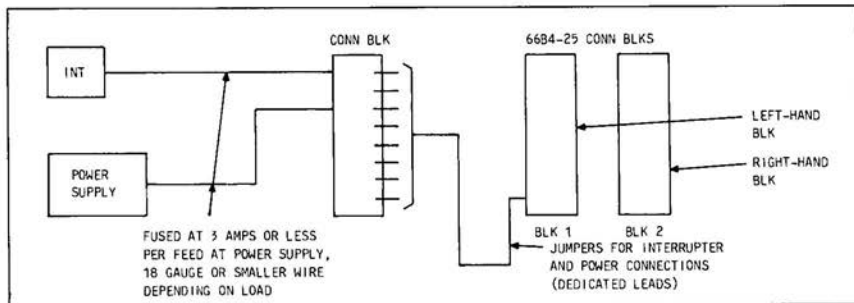 CONN BLK
66B4-25 CONN BLKS
INT
LEFT-HAND
BLK
POWER
SUPPLY
RIGHT-HAND
BLK
BLK 1
BLK 2
FUSED AT 3 AMPS OR LESS
PER FEED AT POWER SUPPLY,
18 GAUGE OR SMALLER WIRE
DEPENDING ON LOAD
JUMPERS FOR INTERRUPTER
AND POWER CONNECTIONS
(DEDICATED LEADS)